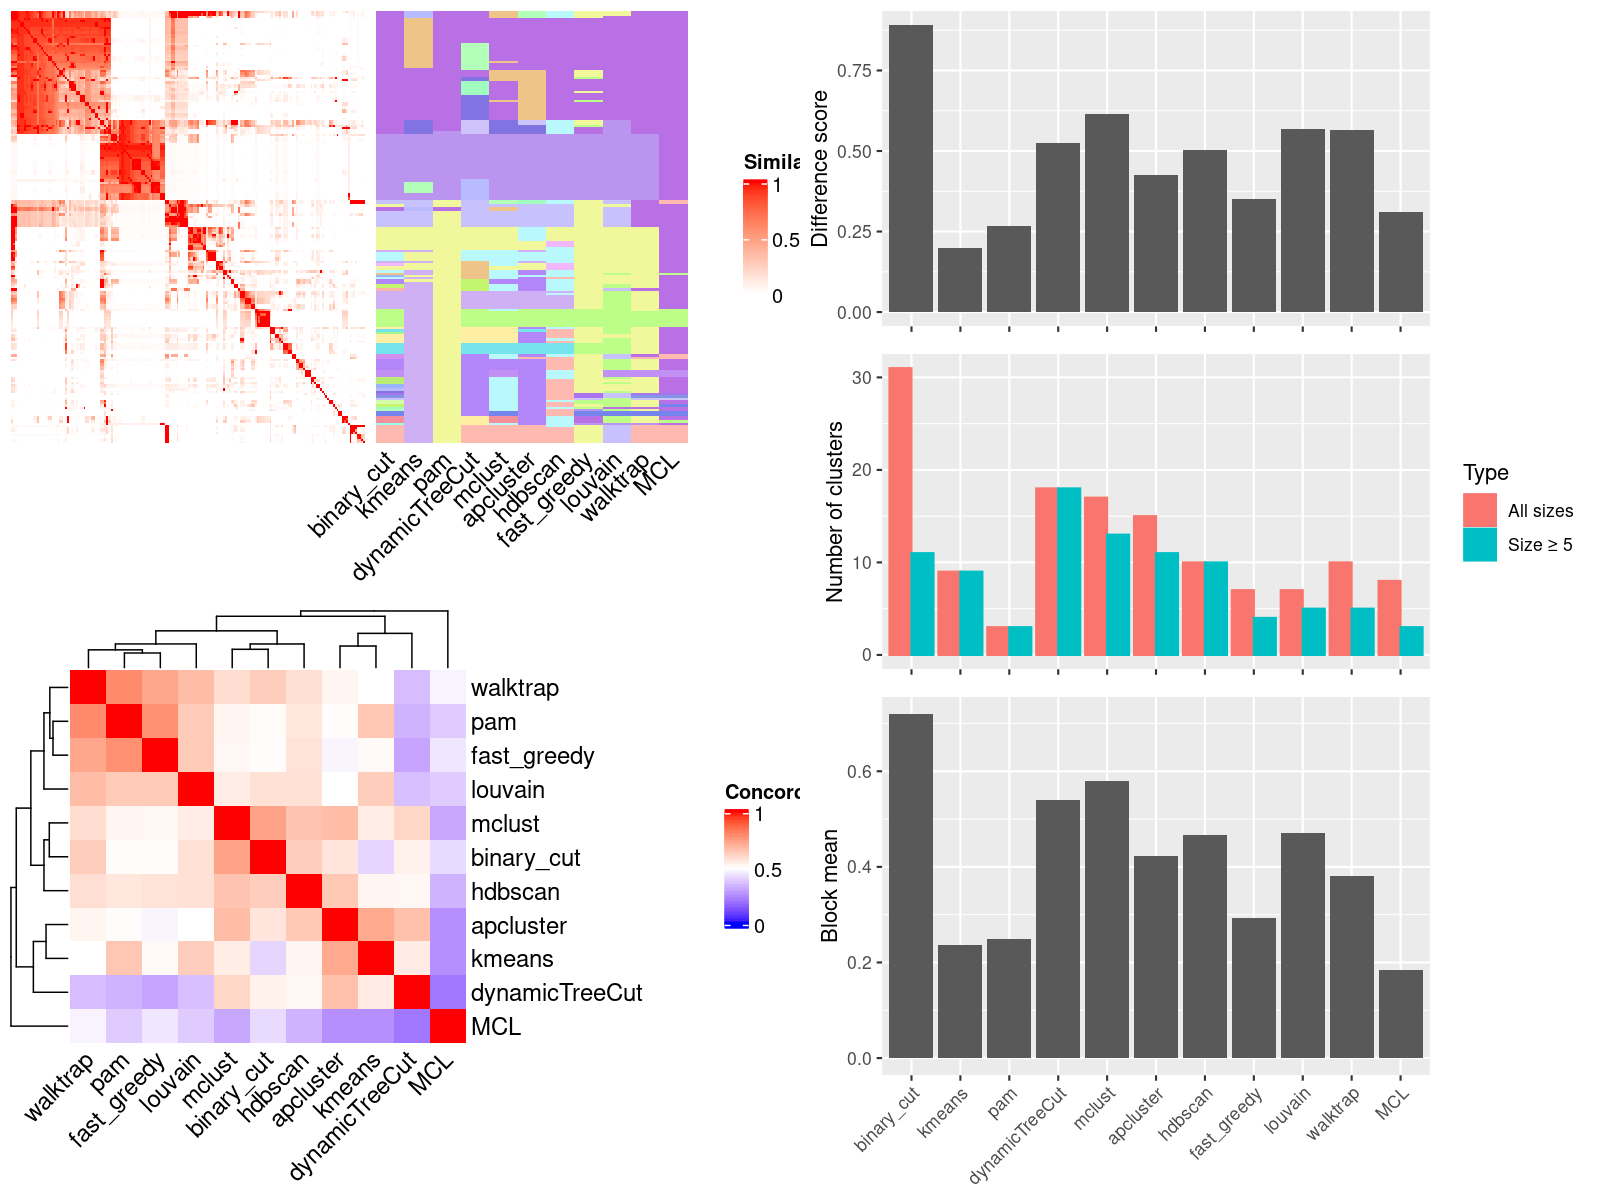 Simila
1
0.5
0
binary_cut
kmeans
pam
dynamicTreeCut
mclust
apcluster
hdbscan
fast_greedy
louvain
walktrap
MCL
Difference score
0.75
0.50
0.25
0.00
Number of clusters
30
20
10
0
Type
All sizes
Size ≥ 5
walktrap
pam
fast_greedy
louvain
mclust
binary_cut
hdbscan
apcluster
kmeans
dynamicTreeCut
MCL
walktrap
pam
fast_greedy
louvain
mclust
binary_cut
hdbscan
apcluster
kmeans
dynamicTreeCut
MCL
Concord
1
0.5
0
Block mean
0.6
0.4
0.2
0.0
binary_cut
kmeans
pam
dynamicTreeCut
mclust
apcluster
hdbscan
fast_greedy
louvain
walktrap
MCL